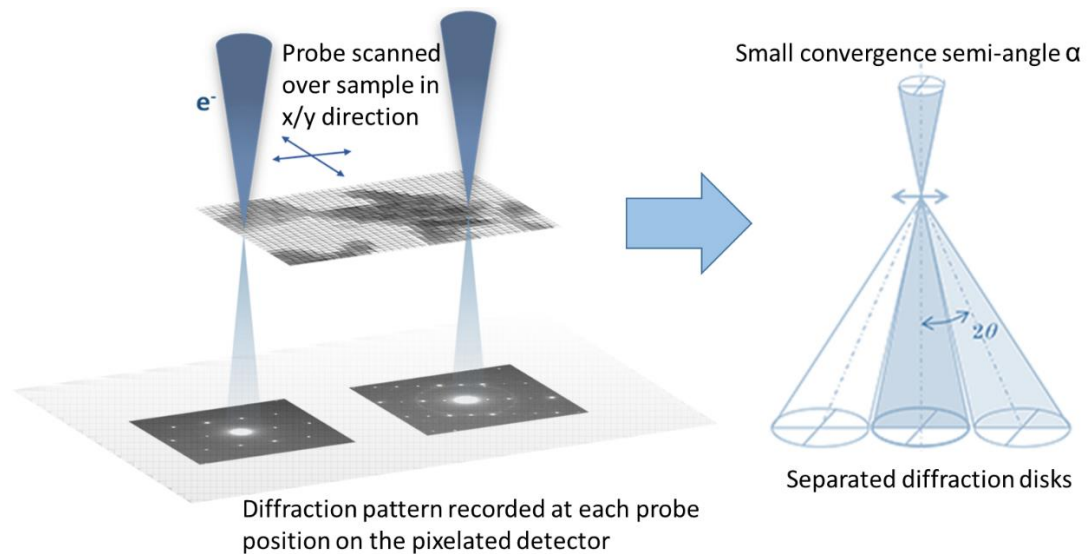 Probe scanned
over sample in
x/y direction
e-
Diffraction pattern recorded at each probe
position on the pixelated detector
Small convergence semi-angle α
2θ
Separated diffraction disks